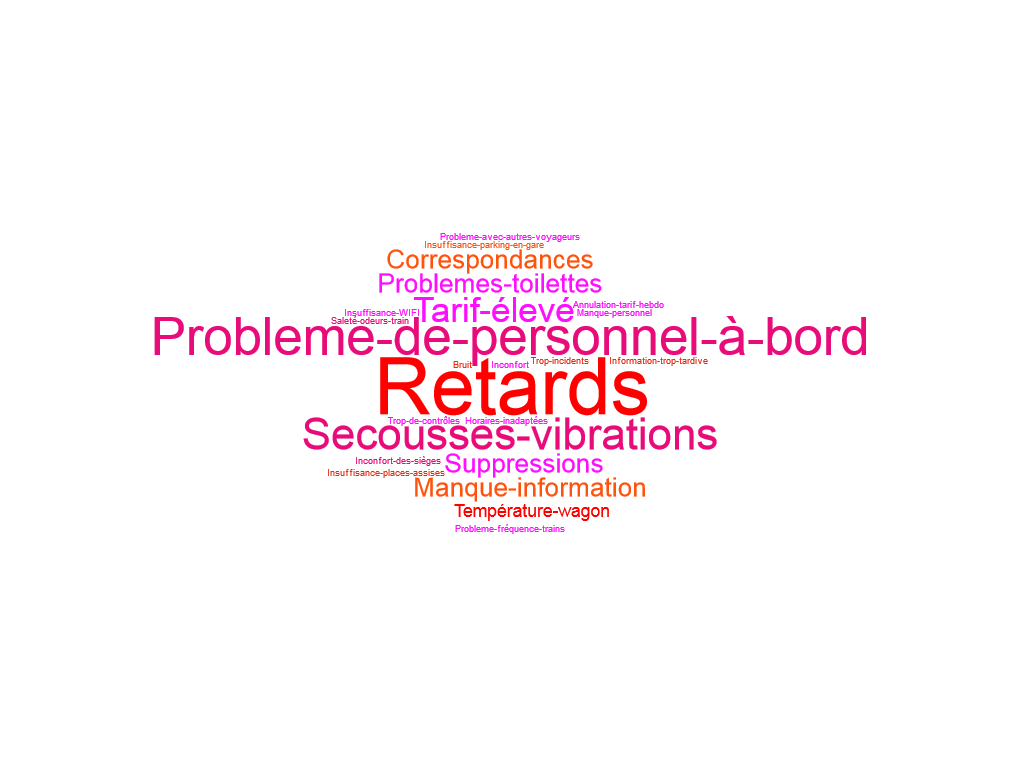 Probleme-avec-autres-voyageurs
Insuffisance-parking-en-gare
Correspondances
Problemes-toilettes
Annulation-tarif-hebdo
Insuffisance-WIFI Tarif-élevé Manque-personnel
Saleté-odeurs-train
Probleme-de-personnel-à-bord
Bruit Inconfort Trop-incidents Information-trop-tardive
Retards
Trop-de-contrôles Horaires-inadaptées
Secousses-vibrations
Inconfort-des-sièges Suppressions
Insuffisance-places-assises
Manque-information
Température-wagon
Probleme-fréquence-trains